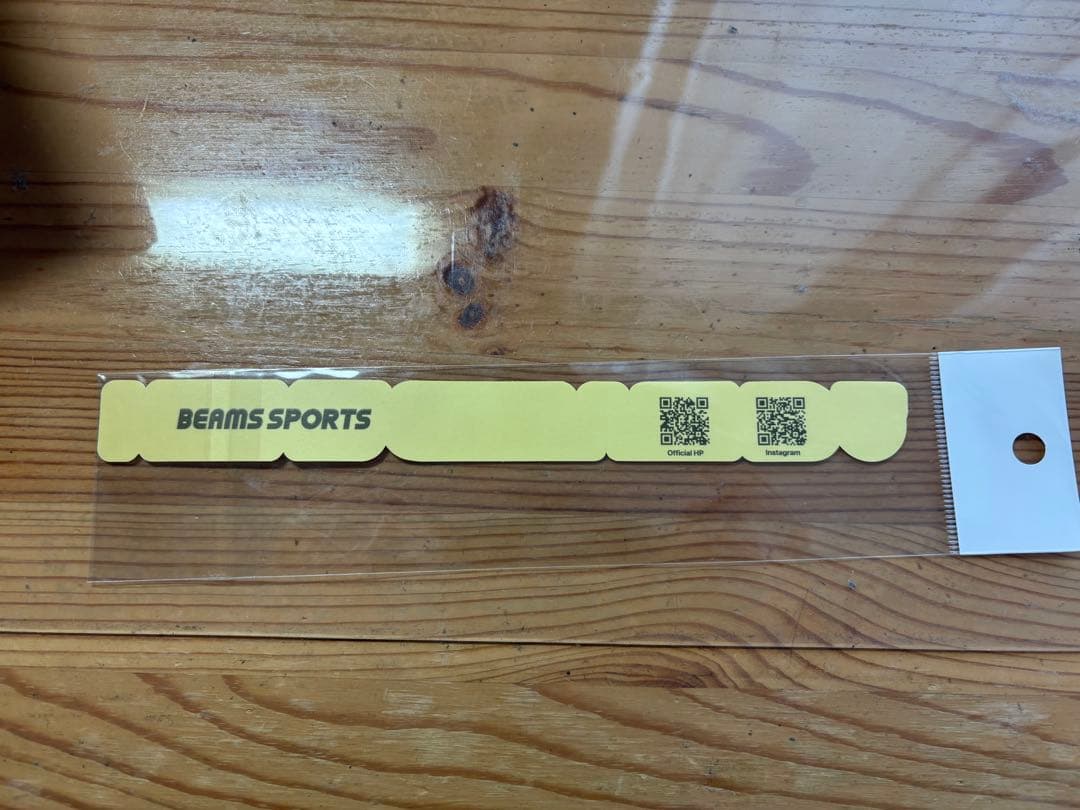 BEAMS SPORTS
Official HP
Instagram